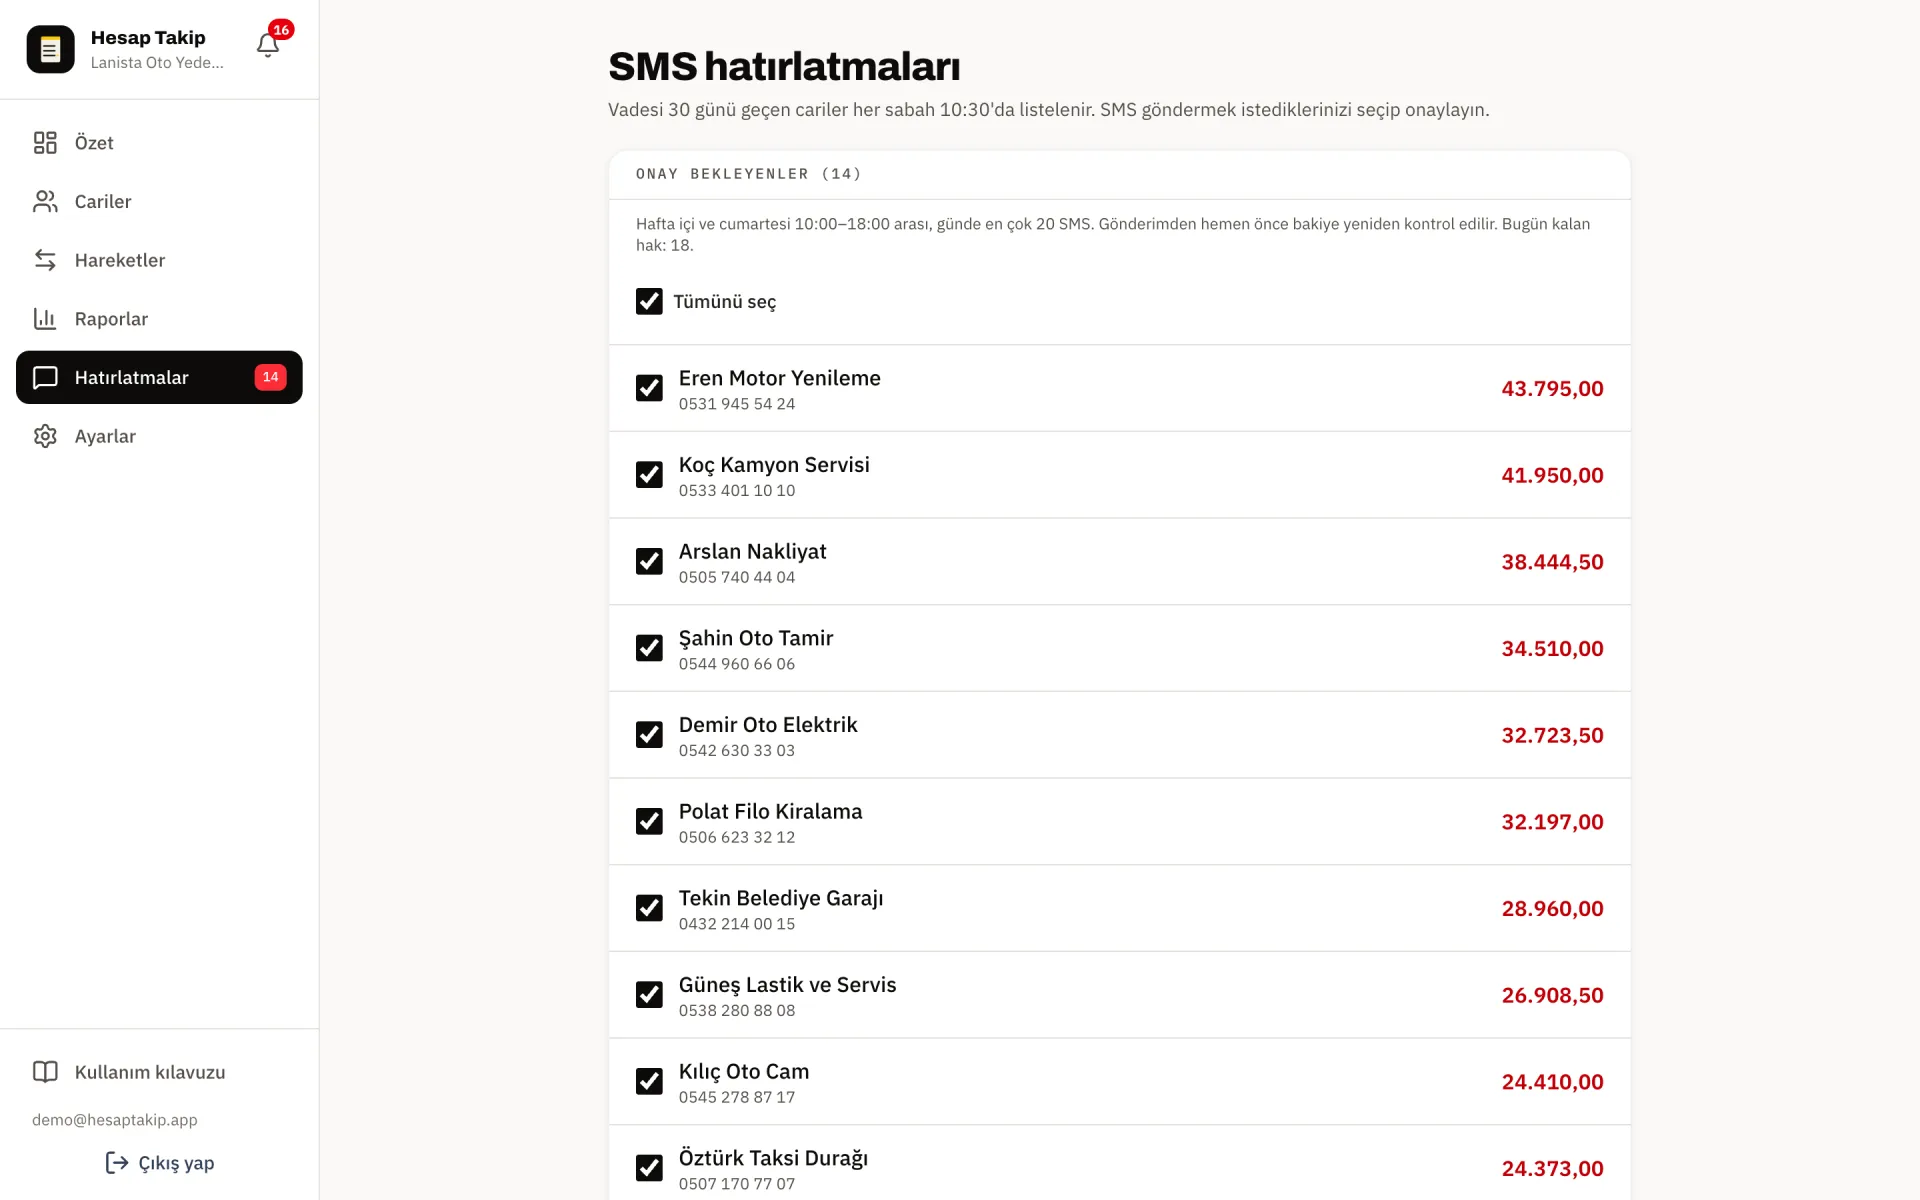 Hesap Takip
Lanista Oto Yede...
16
Özet
Cariler
Hareketler
Raporlar
Hatırlatmalar
14
Ayarlar
Kullanım kılavuzu
demo@hesaptakip.app
Çıkış yap
SMS hatırlatmaları
Vadesi 30 günü geçen cariler her sabah 10:30'da listelenir. SMS göndermek istediklerinizi seçip onaylayın.
ONAY BEKLEYENLER (14)
Hafta içi ve cumartesi 10:00–18:00 arası, günde en çok 20 SMS. Gönderimden hemen önce bakiye yeniden kontrol edilir. Bugün kalan
hak: 18.
Tümünü seç
Eren Motor Yenileme
0531 945 54 24
43.795,00
Koç Kamyon Servisi
0533 401 10 10
41.950,00
Arslan Nakliyat
0505 740 44 04
38.444,50
Şahin Oto Tamir
0544 960 66 06
34.510,00
Demir Oto Elektrik
0542 630 33 03
32.723,50
Polat Filo Kiralama
0506 623 32 12
32.197,00
Tekin Belediye Garajı
0432 214 00 15
28.960,00
Güneş Lastik ve Servis
0538 280 88 08
26.908,50
Kılıç Oto Cam
0545 278 87 17
24.410,00
Öztürk Taksi Durağı
0507 170 77 07
24.373,00